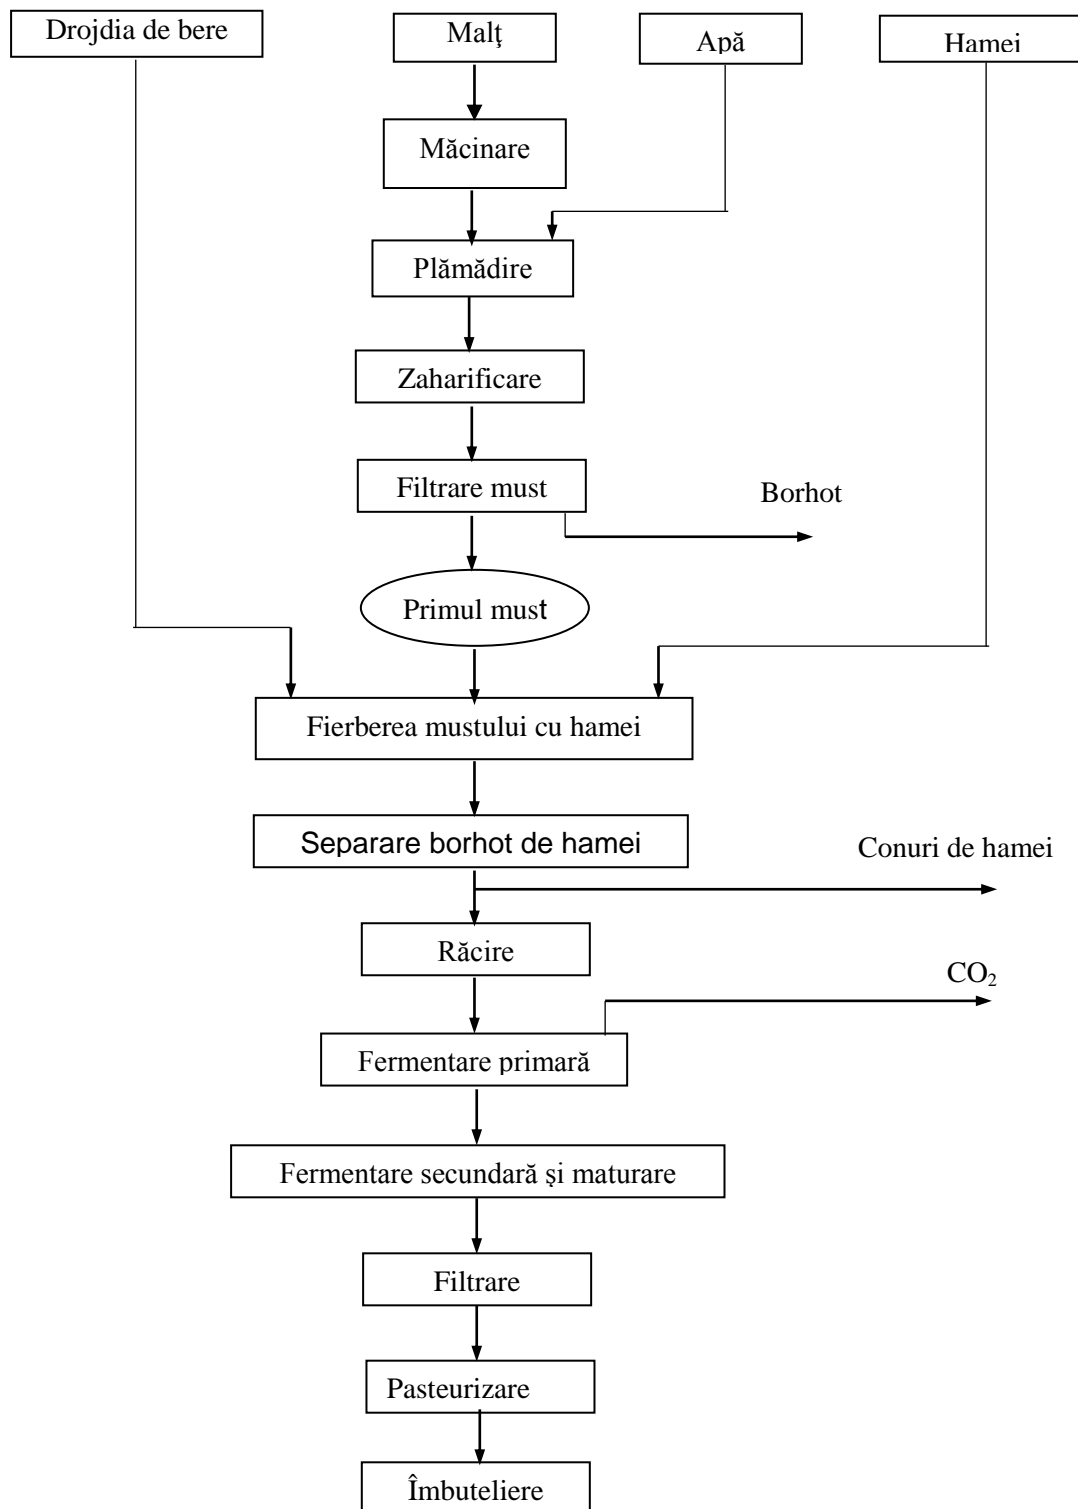 Drojdia de bere
Malţ
Apă
Hamei
Măcinare
Plămădire
Zaharificare
Filtrare must
Borhot
Primul must
Fierberea mustului cu hamei
Separare borhot de hamei
Conuri de hamei
Răcire
CO₂
Fermentare primară
Fermentare secundară şi maturare
Filtrare
Pasteurizare
Îmbuteliere